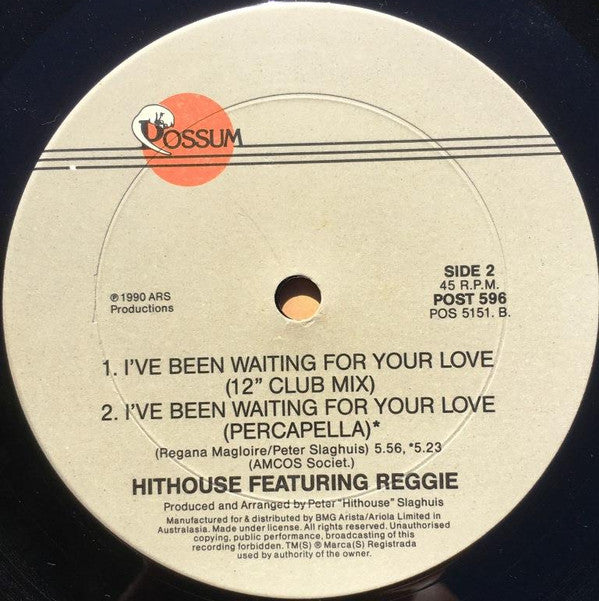 POSSUM
SIDE 2
45 R.P.M.
POST 596
POS 5151. B.
℗ 1990 ARS
Productions
1. I'VE BEEN WAITING FOR YOUR LOVE
(12" CLUB MIX)
2. I'VE BEEN WAITING FOR YOUR LOVE
(PERCAPELLA)*
(Regana Magloire/Peter Slaghuis) 5.56, *5.23
(AMCOS Societ.)
HITHOUSE FEATURING REGGIE
Produced and Arranged by Peter "Hithouse" Slaghuis
Manufactured for & distributed by BMG Arista/Ariola Limited in
Australasia. Made under license. All rights reserved. Unauthorised
copying, public performance, broadcasting of this
recording forbidden. TM(S) ® Marca(S) Registrada
used by authority of the owner.